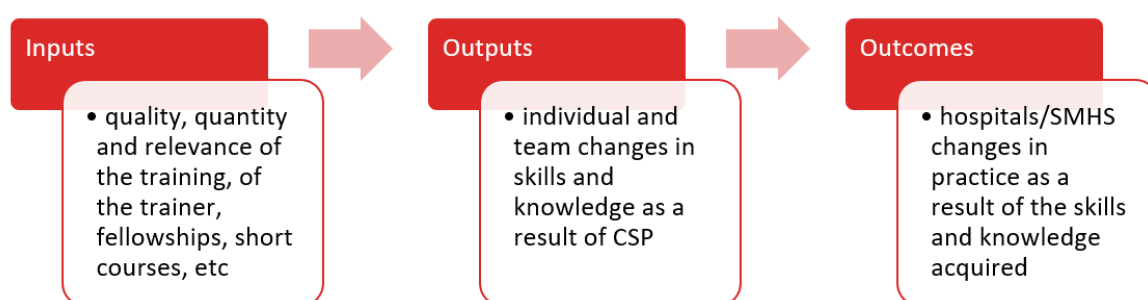 Inputs
• quality, quantity
and relevance of
the training, of
the trainer,
fellowships, short
courses, etc
Outputs
• individual and
team changes in
skills and
knowledge as a
result of CSP
Outcomes
• hospitals/SMHS
changes in
practice as a
result of the skills
and knowledge
acquired